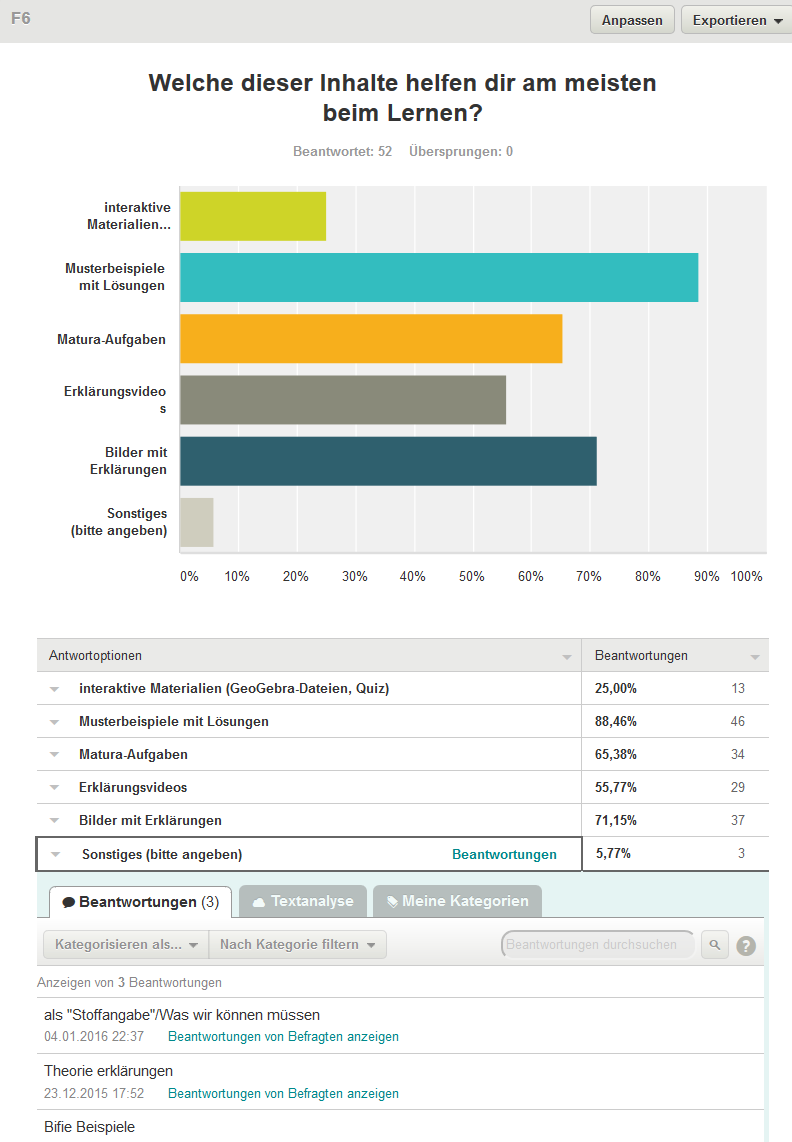 F6
Anpassen
Exportieren
Welche dieser Inhalte helfen dir am meisten
beim Lernen?
Beantwortet: 52 Übersprungen: 0
interaktive
Materialien...
Musterbeispiele
mit Lösungen
Matura-Aufgaben
Erklärungsvideo
s
Bilder mit
Erklärungen
Sonstiges
(bitte angeben)
0% 10% 20% 30% 40% 50% 60% 70% 80% 90% 100%
Antwortoptionen Beantwortungen
interaktive Materialien (GeoGebra-Dateien, Quiz) 25,00% 13
Musterbeispiele mit Lösungen 88,46% 46
Matura-Aufgaben 65,38% 34
Erklärungsvideos 55,77% 29
Bilder mit Erklärungen 71,15% 37
Sonstiges (bitte angeben) Beantwortungen 5,77% 3
Beantwortungen (3) Textanalyse Meine Kategorien
Kategorisieren als... Nach Kategorie filtern Beantwortungen durchsuchen ?
Anzeigen von 3 Beantwortungen
als "Stoffangabe"/Was wir können müssen
04.01.2016 22:37 Beantwortungen von Befragten anzeigen
Theorie erklärungen
23.12.2015 17:52 Beantwortungen von Befragten anzeigen
Bifie Beispiele